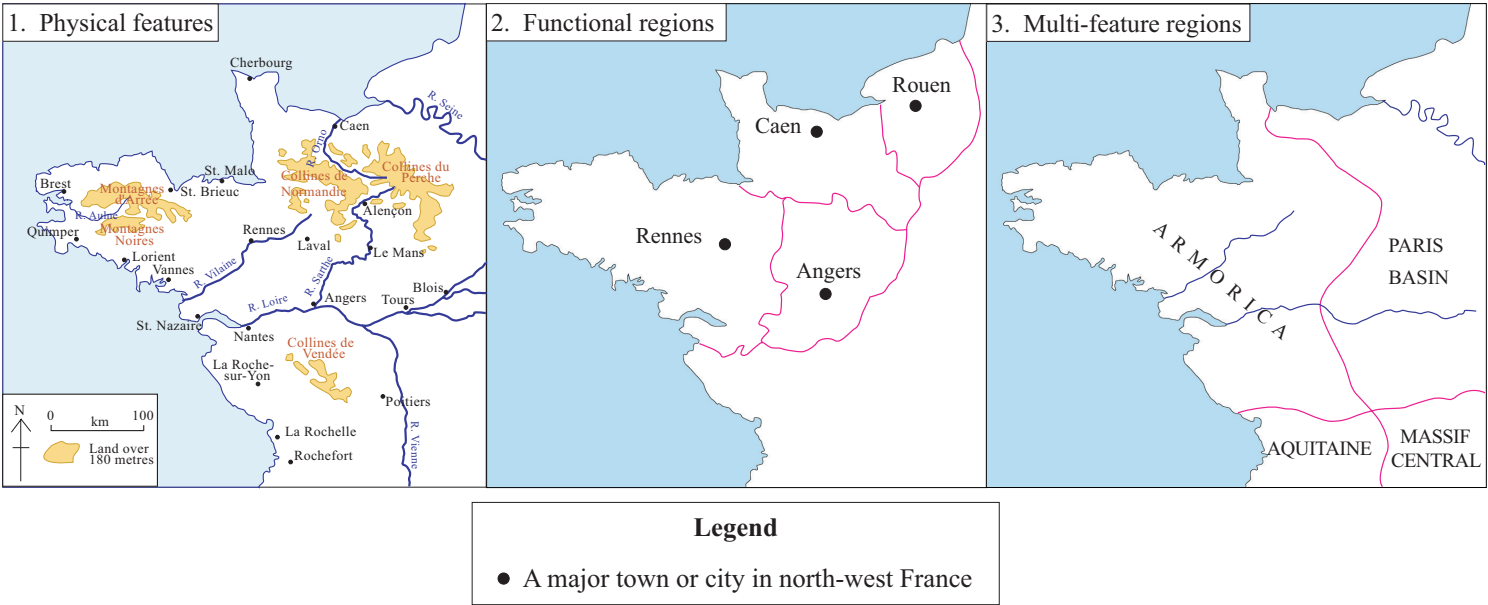 1. Physical features
Cherbourg
R. Seine
Caen
R. Orno
Collines du
Perche
Collines de
Normandie
St. Malo
St. Brieuc
Brest
Montagnes
d'Arrée
R. Aulne
Montagnes
Noires
Quimper
Alençon
Rennes
Laval
Le Mans
Lorient
Vannes
R. Vilaine
R. Sarthe
R. Loire
Angers
Blois
Tours
St. Nazaire
Nantes
Collines de
Vendée
La Roche-
sur-Yon
Poitiers
R. Vienne
La Rochelle
Rochefort
N
0 100
km
Land over
180 metres
2. Functional regions
Rouen
Caen
Rennes
Angers
3. Multi-feature regions
ARMORICA
PARIS
BASIN
AQUITAINE
MASSIF
CENTRAL
Legend
A major town or city in north-west France